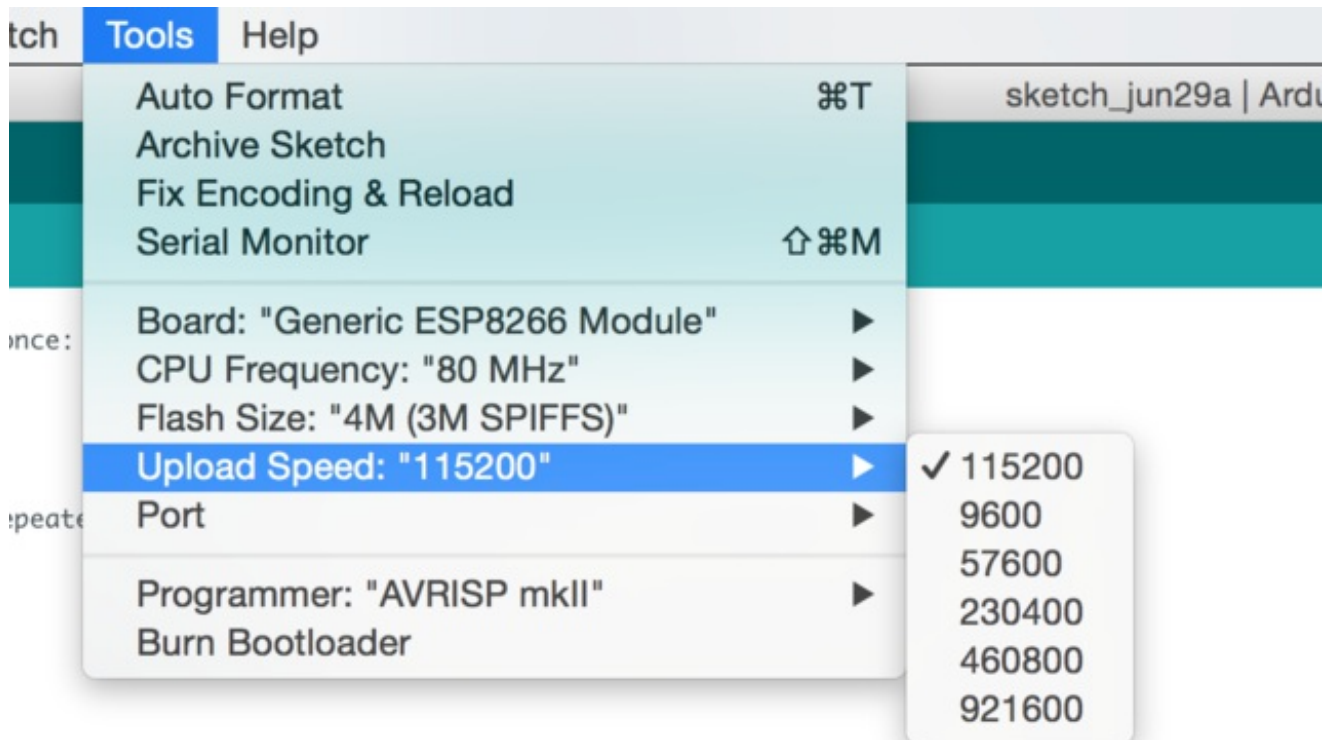 tch Tools Help
sketch_jun29a | Ardu
Auto Format ⌘T
Archive Sketch
Fix Encoding & Reload
Serial Monitor ⇧⌘M
Board: "Generic ESP8266 Module" ▶
once:
CPU Frequency: "80 MHz" ▶
Flash Size: "4M (3M SPIFFS)" ▶
Upload Speed: "115200" ▶
Port ▶
epeate
Programmer: "AVRISP mkII" ▶
Burn Bootloader
✓ 115200
9600
57600
230400
460800
921600